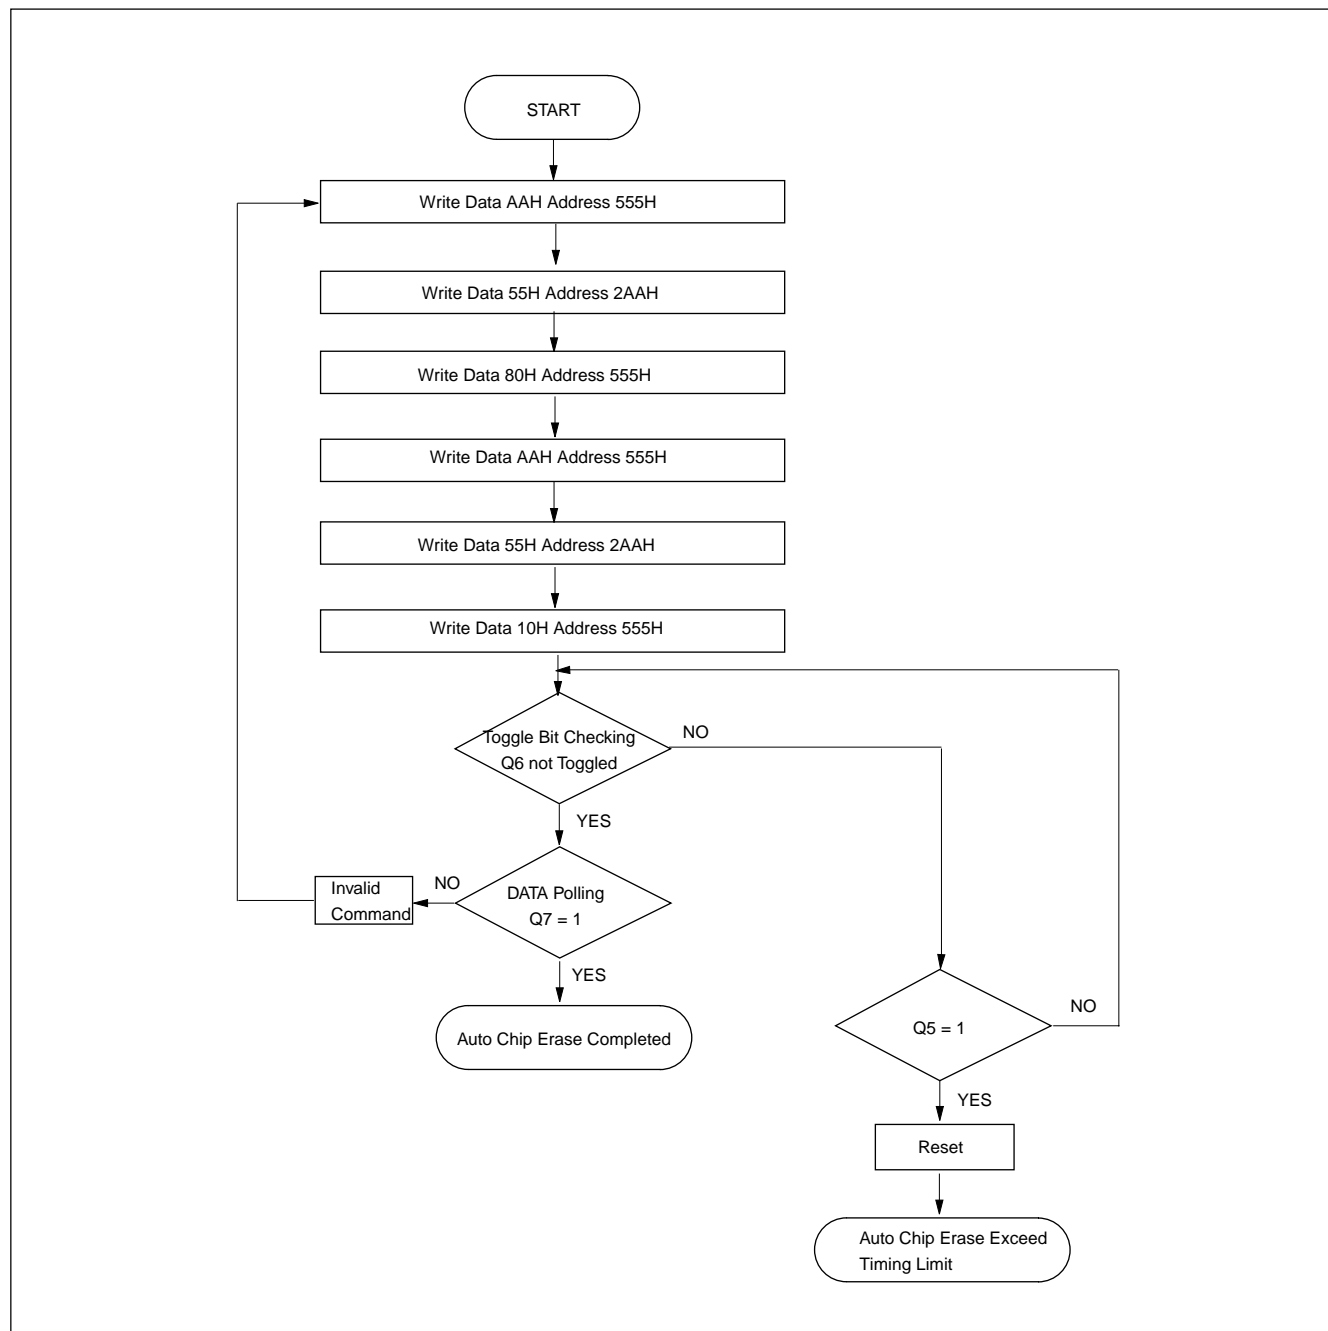 START
Write Data AAH Address 555H
Write Data 55H Address 2AAH
Write Data 80H Address 555H
Write Data AAH Address 555H
Write Data 55H Address 2AAH
Write Data 10H Address 555H
Toggle Bit Checking
Q6 not Toggled
NO
YES
Invalid
Command
NO
DATA Polling
Q7 = 1
YES
Auto Chip Erase Completed
Q5 = 1
NO
YES
Reset
Auto Chip Erase Exceed
Timing Limit